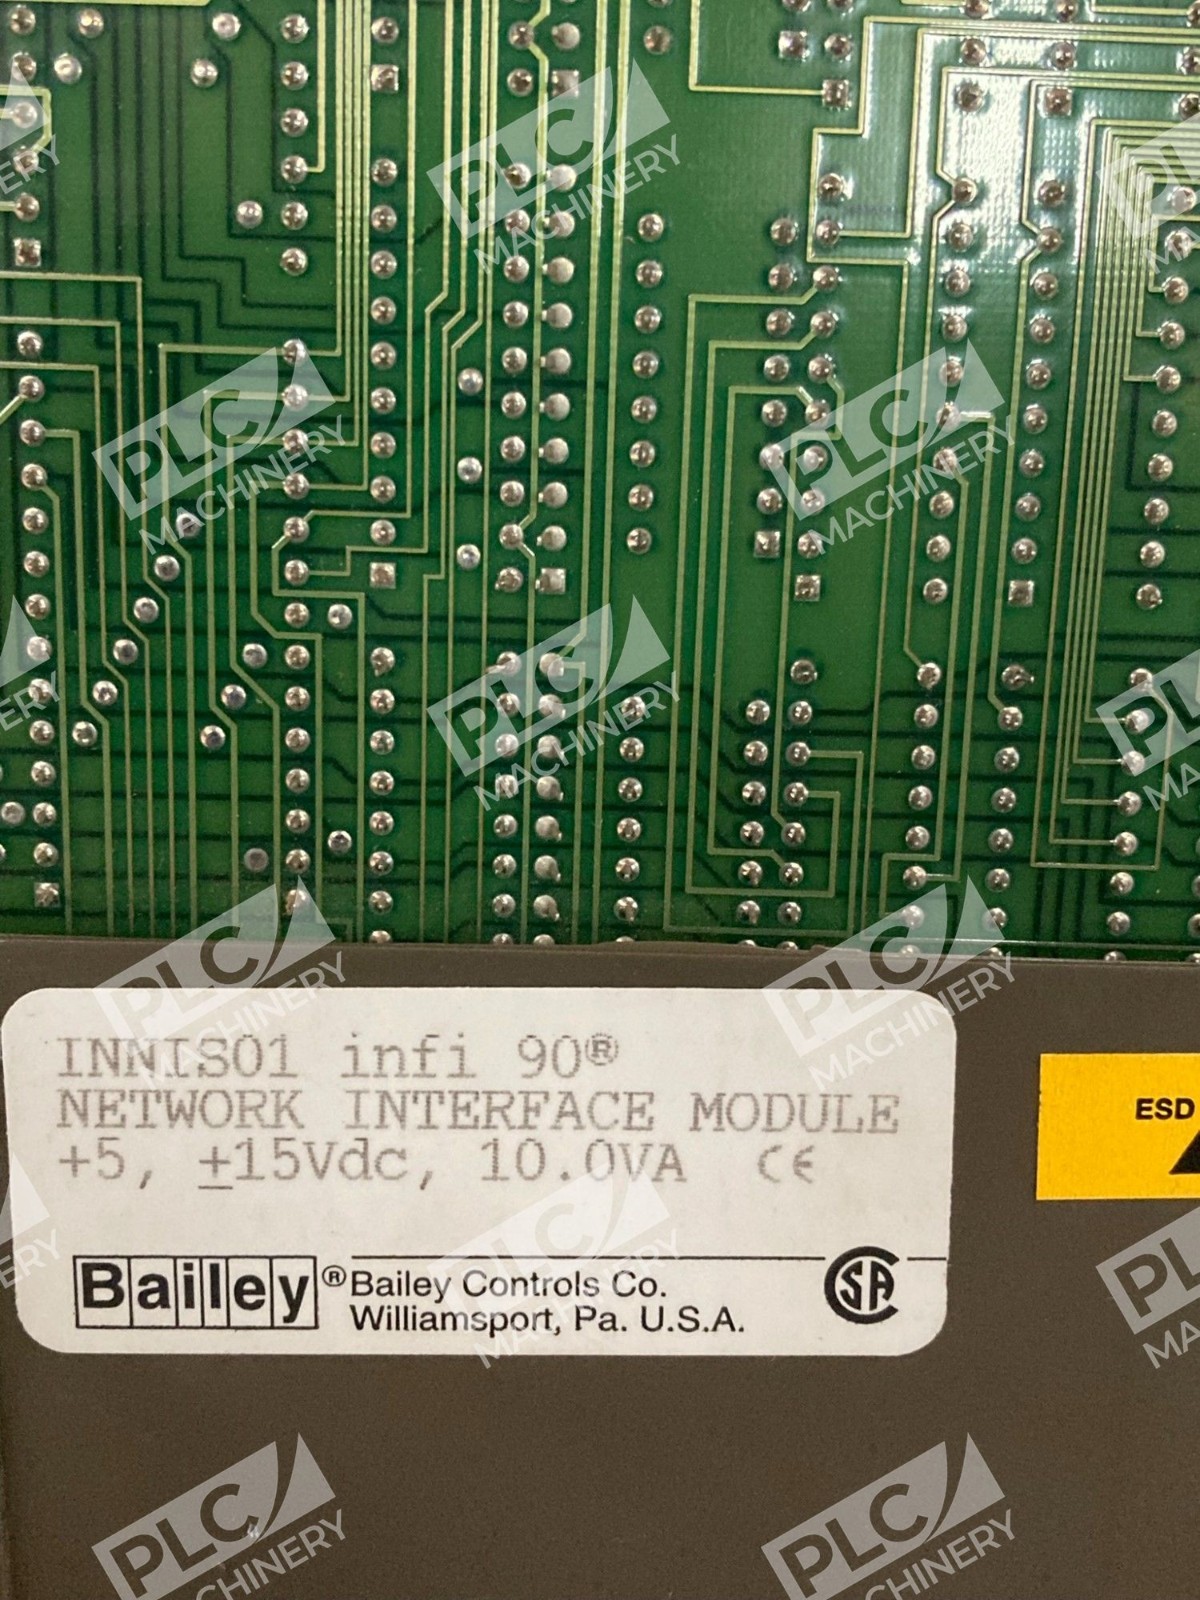 INNIS01 infi 90®
NETWORK INTERFACE MODULE
+5, ±15Vdc, 10.0VA CE
ESD
Bailey® Bailey Controls Co.
Williamsport, Pa. U.S.A.
SA
PLC
MACHINERY